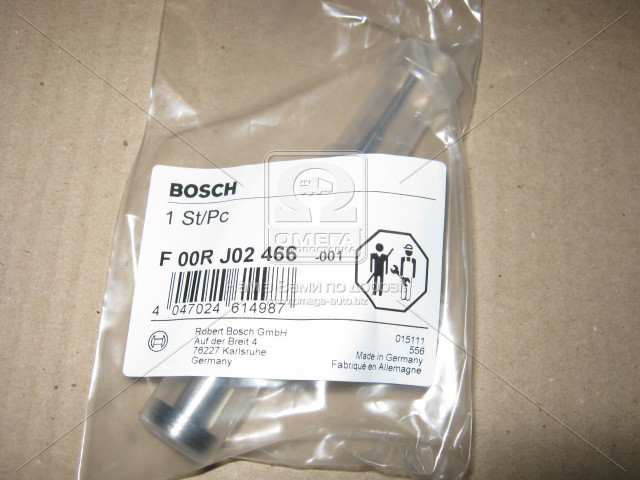 BOSCH
1 St/Pc
F 00R J02 466 -001
4 047024 614987
Robert Bosch GmbH
Auf der Breit 4
76227 Karlsruhe
Germany
015111
556
Made in Germany
Fabriqué en Allemagne
ОМЕГА
АВТОПОСТАВКА